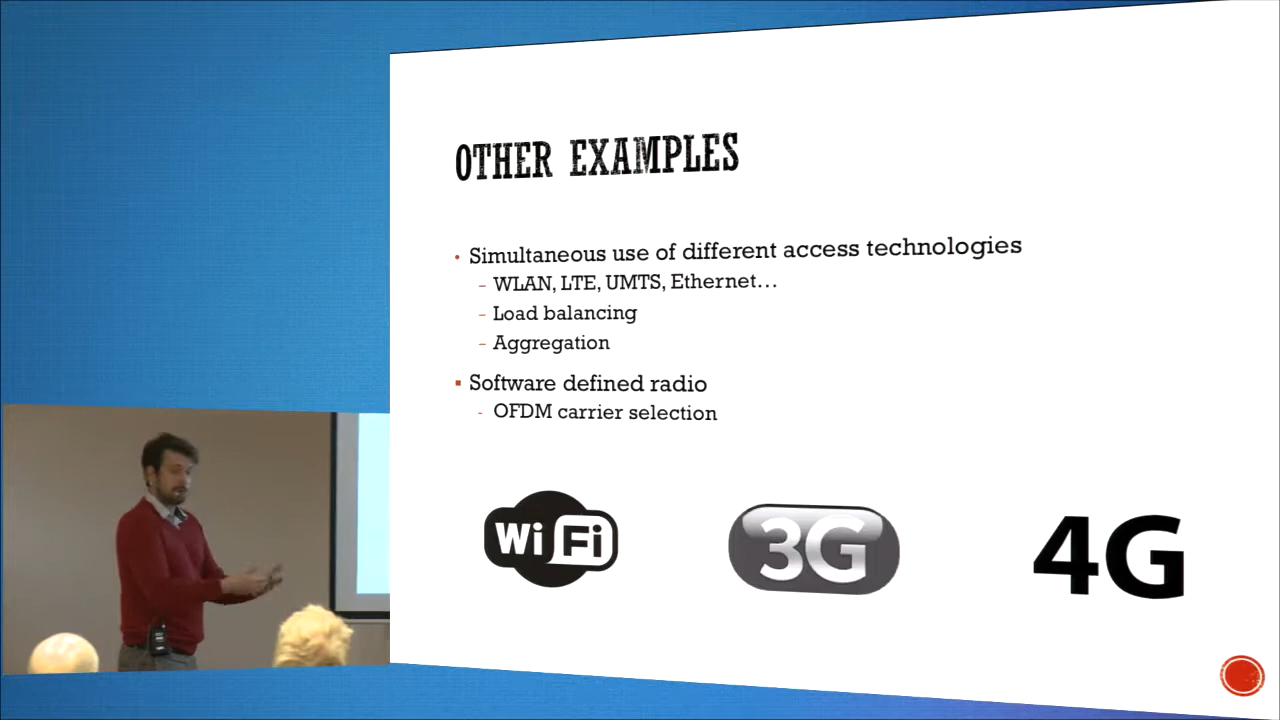 OTHER EXAMPLES
• Simultaneous use of different access technologies
– WLAN, LTE, UMTS, Ethernet…
– Load balancing
– Aggregation
▪ Software defined radio
- OFDM carrier selection
WiFi
3G
4G